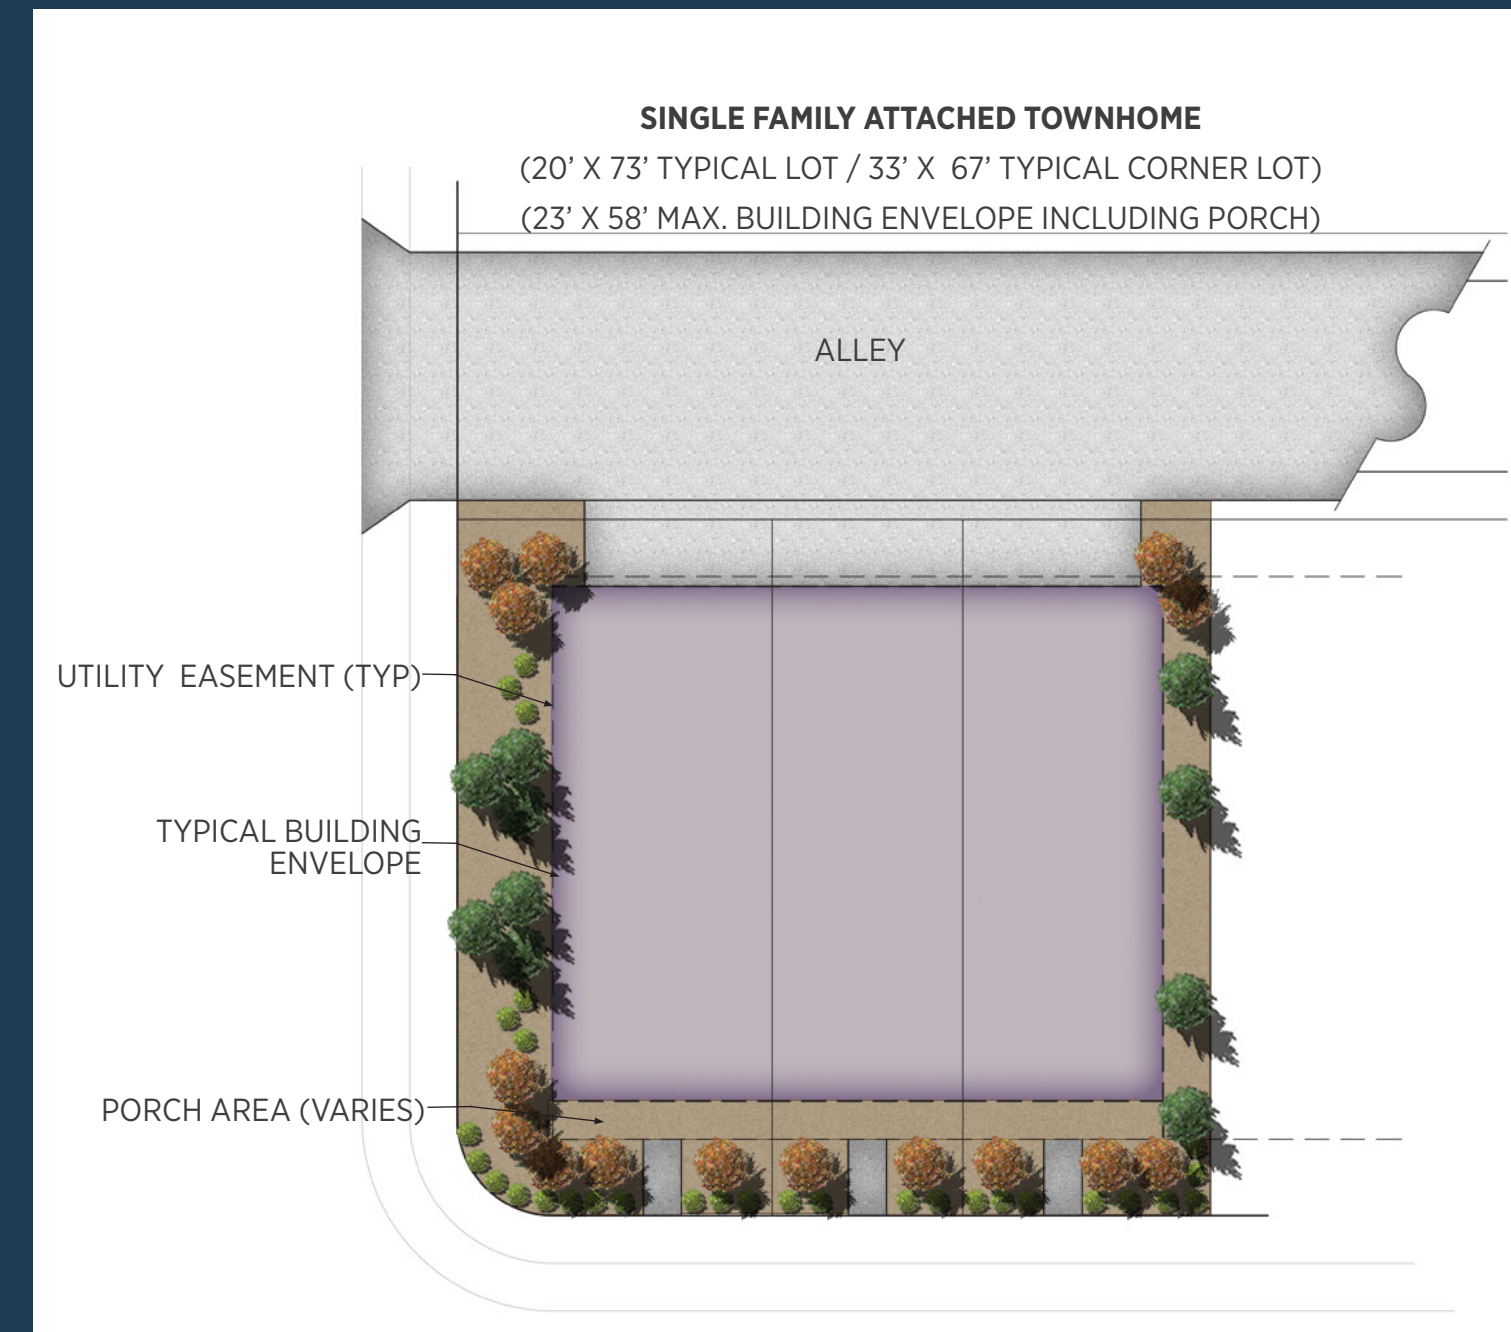 SINGLE FAMILY ATTACHED TOWNHOME
(20’ X 73’ TYPICAL LOT / 33’ X  67’ TYPICAL CORNER LOT)
(23’ X 58’ MAX. BUILDING ENVELOPE INCLUDING PORCH)
ALLEY
UTILITY  EASEMENT (TYP)
TYPICAL BUILDING
ENVELOPE
PORCH AREA (VARIES)